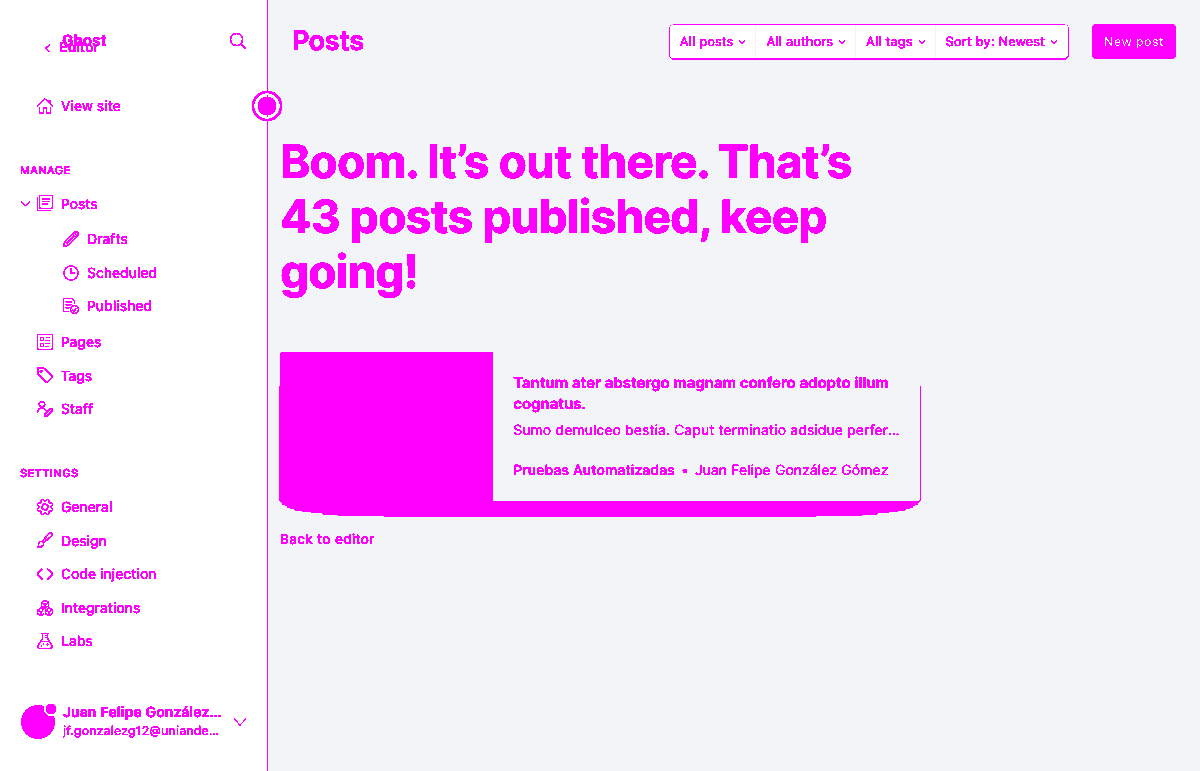 Ghost
Editor
View site
MANAGE
Posts
Drafts
Scheduled
Published
Pages
Tags
Staff
SETTINGS
General
Design
Code injection
Integrations
Labs
Juan Felipe González...
jf.gonzalezg12@uniande...
Posts
All posts
All authors
All tags
Sort by: Newest
New post
Boom. It's out there. That's
43 posts published, keep
going!
Tantum ater abstergo magnam confero adopto illum
cognatus.
Sumo demulceo bestia. Caput terminatio adsidue perfer...
Pruebas Automatizadas • Juan Felipe González Gómez
Back to editor